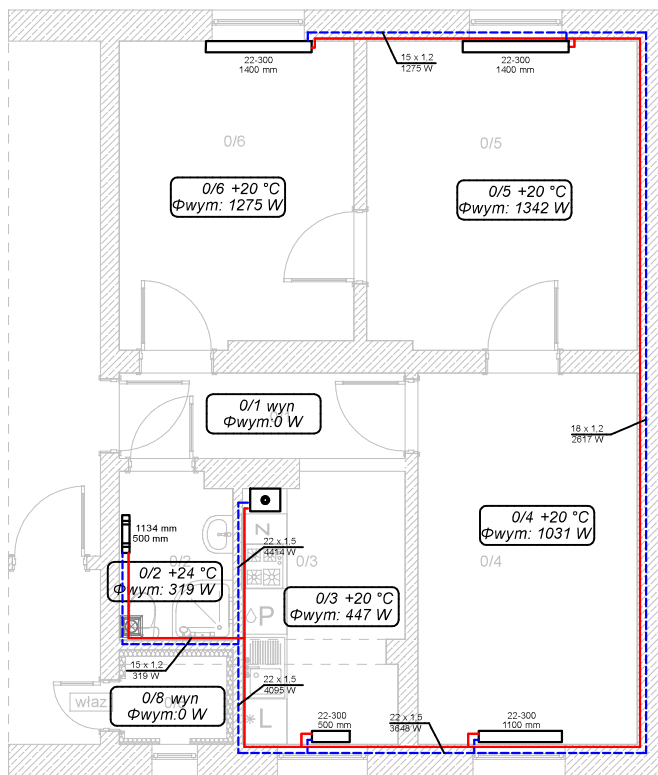 22-300
1400 mm
15 x 1,2
1275 W
22-300
1400 mm
0/6
0/5
0/6 +20 °C
Φwym: 1275 W
0/5 +20 °C
Φwym: 1342 W
0/1 wyn
Φwym:0 W
18 x 1,2
2617 W
1134 mm
500 mm
N
22 x 1,5
4414 W
0/3
0/4 +20 °C
Φwym: 1031 W
0/4
0/2
0/2 +24 °C
Φwym: 319 W
P
0/3 +20 °C
Φwym: 447 W
15 x 1,2
319 W
22 x 1,5
4095 W
właz
0/8 wyn
Φwym:0 W
L
22-300
500 mm
22 x 1,5
3648 W
22-300
1100 mm